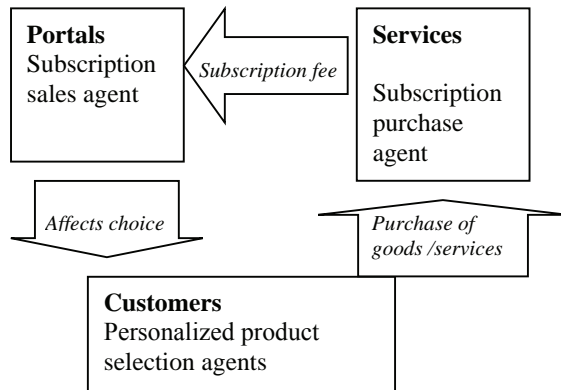 Portals
Subscription
sales agent
Subscription fee
Services
Subscription
purchase
agent
Affects choice
Purchase of
goods /services
Customers
Personalized product
selection agents